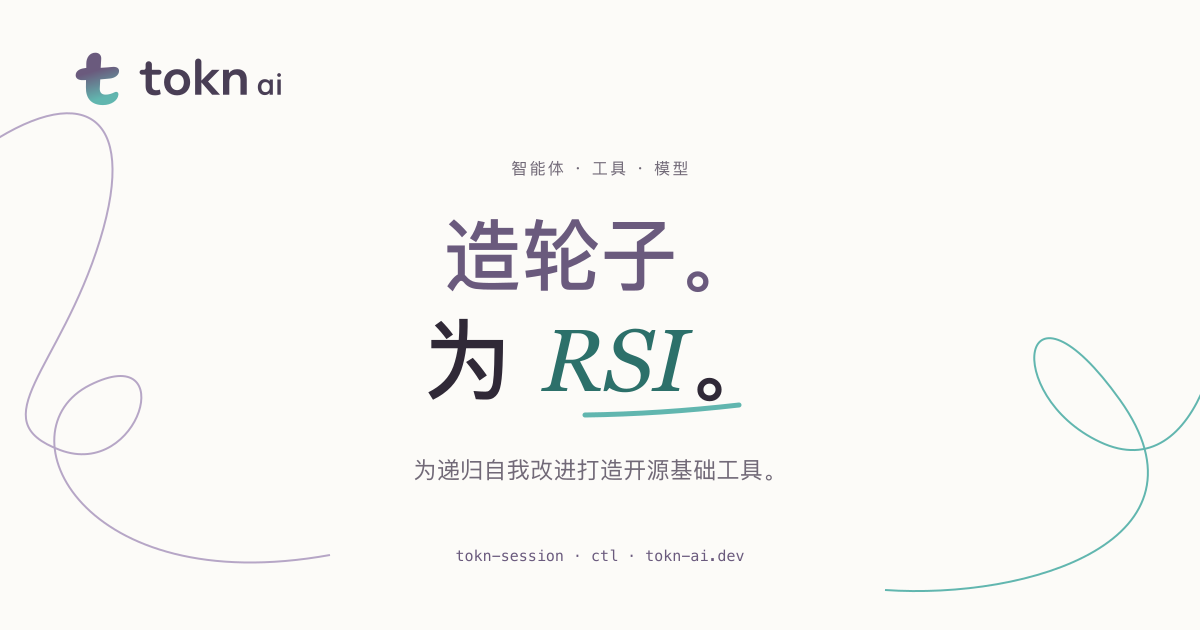 tokn ai
智能体 · 工具 · 模型
造轮子。
为 RSI。
为递归自我改进打造开源基础工具。
tokn-session · ctl · tokn-ai.dev